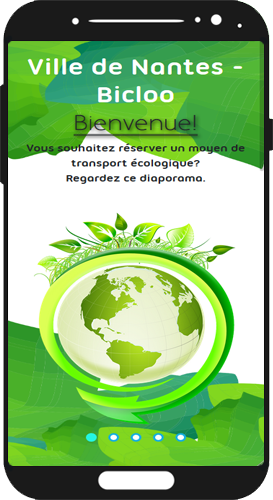 Ville de Nantes -
Bicloo
Bienvenue!
Vous souhaitez réserver un moyen de
transport écologique?
Regardez ce diaporama.